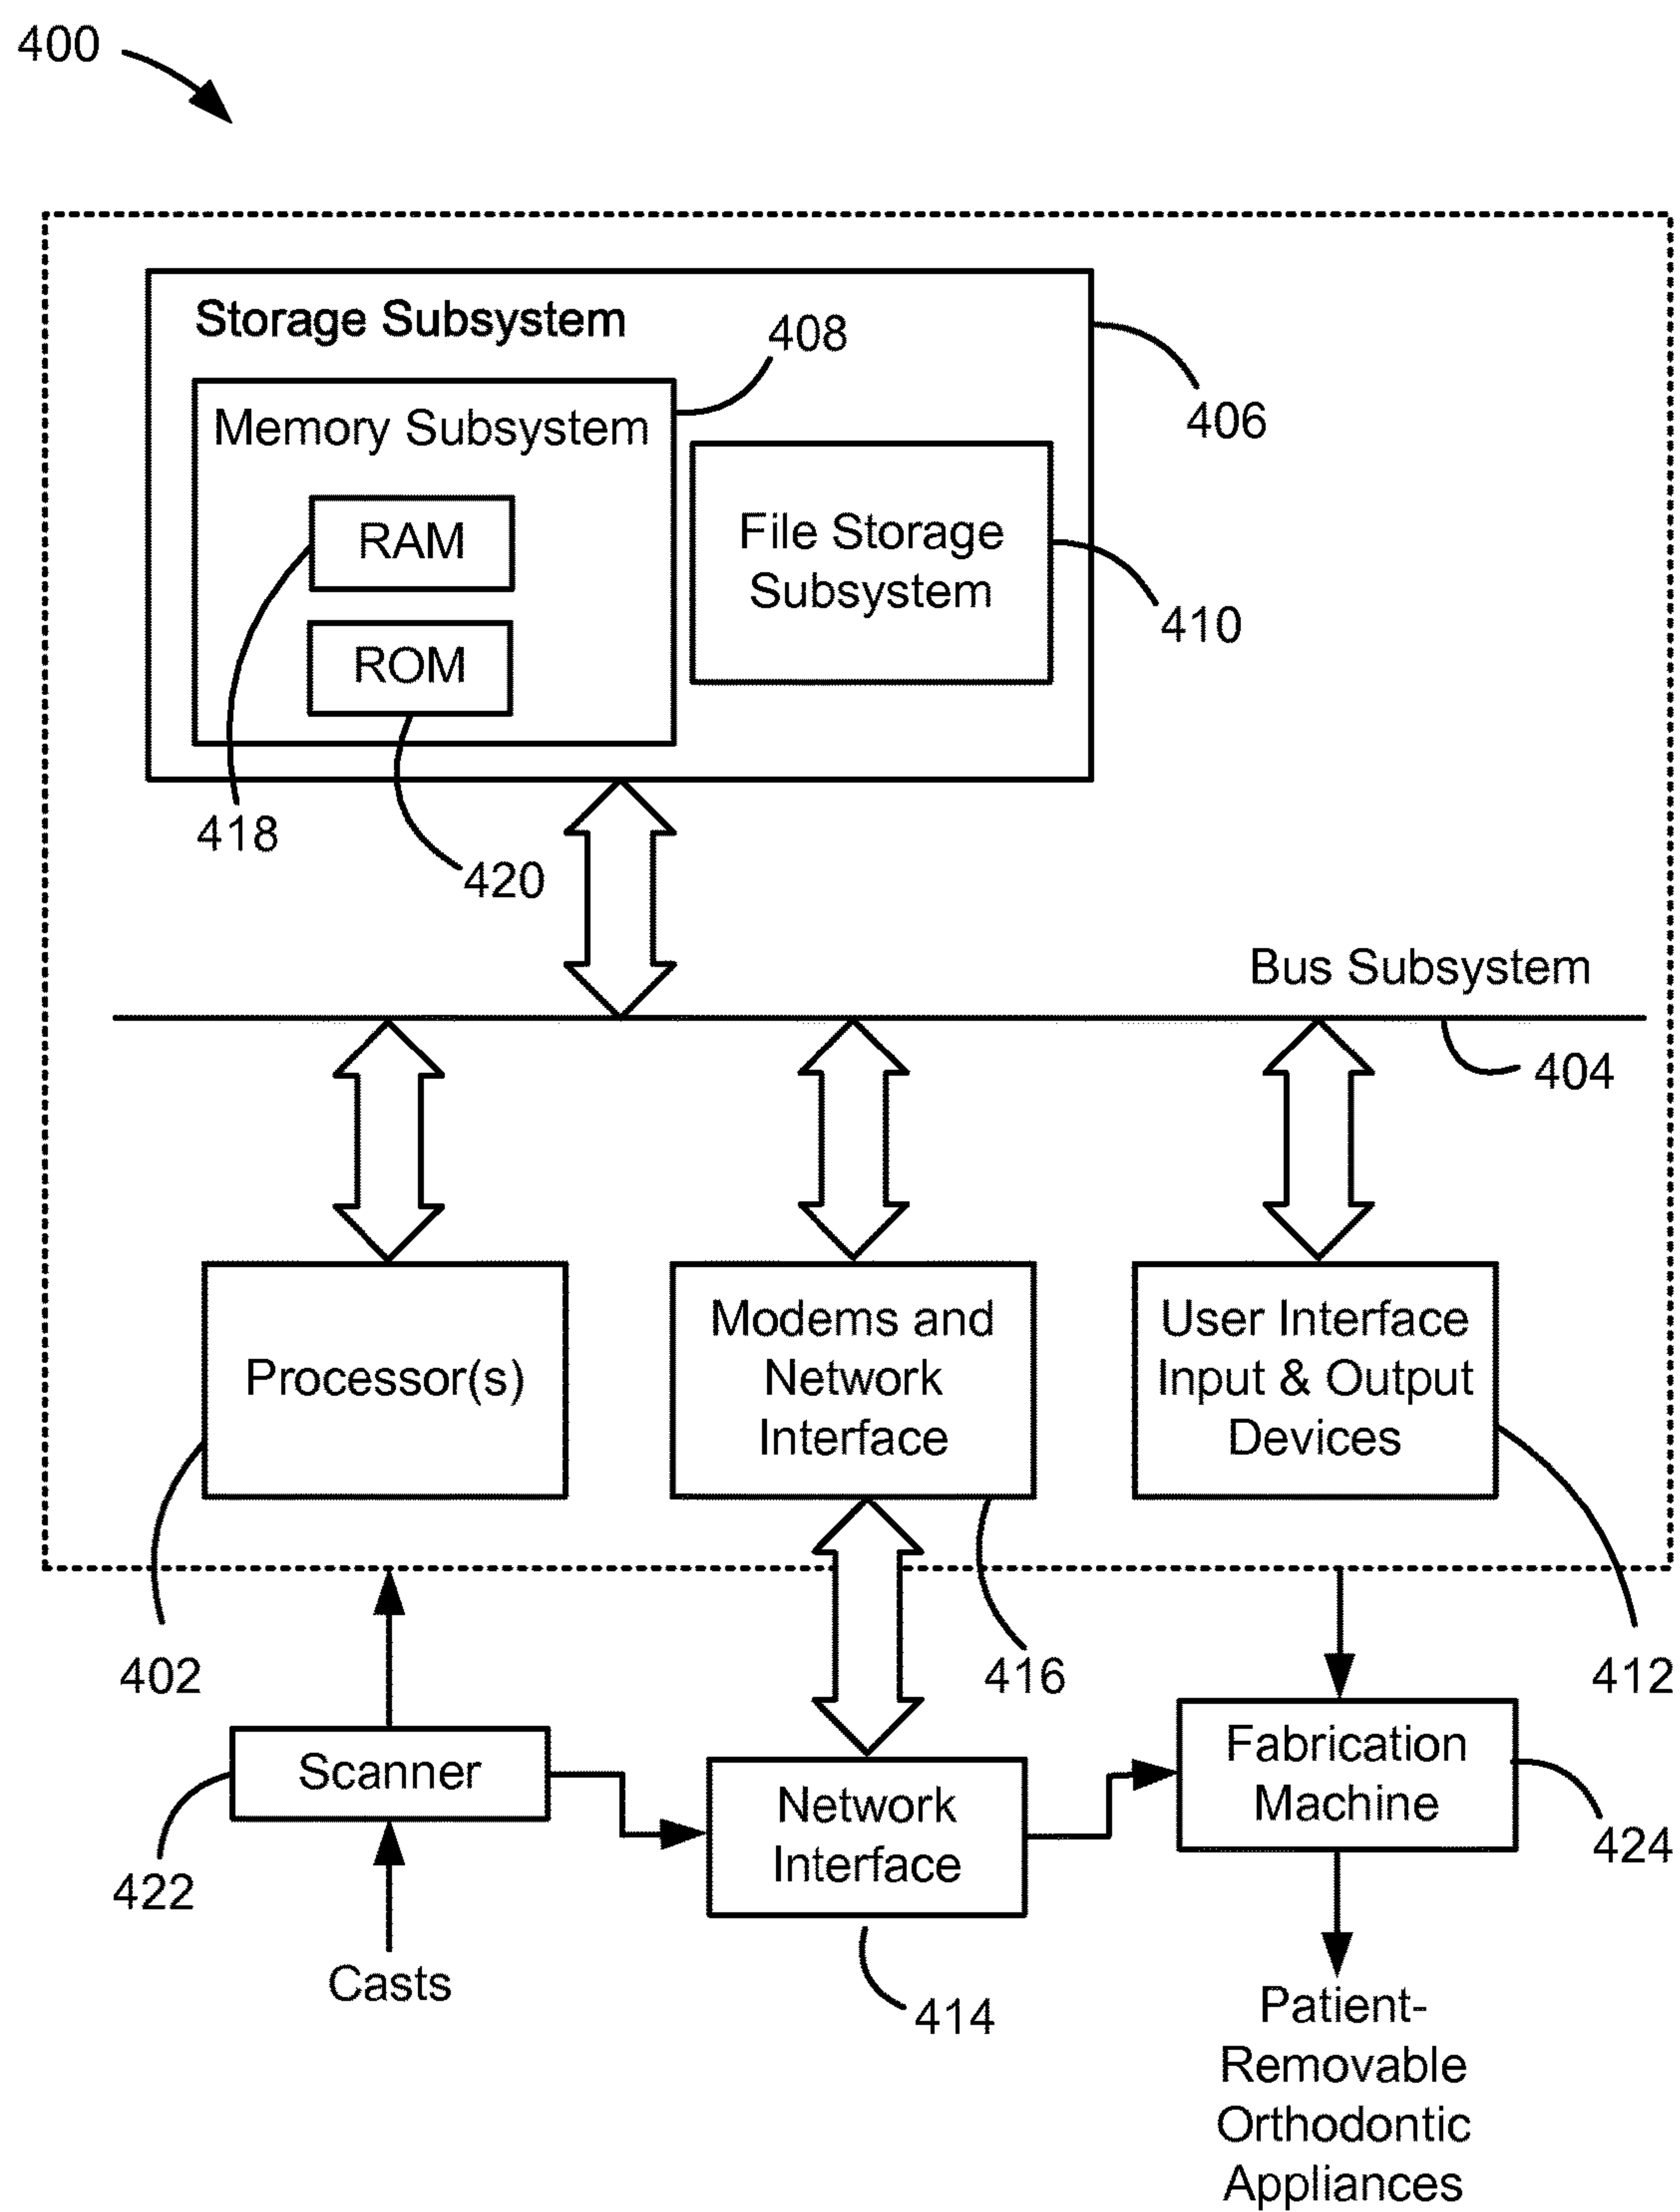 400
Storage Subsystem
408
406
Memory Subsystem
RAM
File Storage
Subsystem
410
ROM
418
420
Bus Subsystem
404
Processor(s)
Modems and
Network
Interface
User Interface
Input & Output
Devices
402
416
412
Scanner
422
Network
Interface
Fabrication
Machine
424
Casts
414
Patient-
Removable
Orthodontic
Appliances